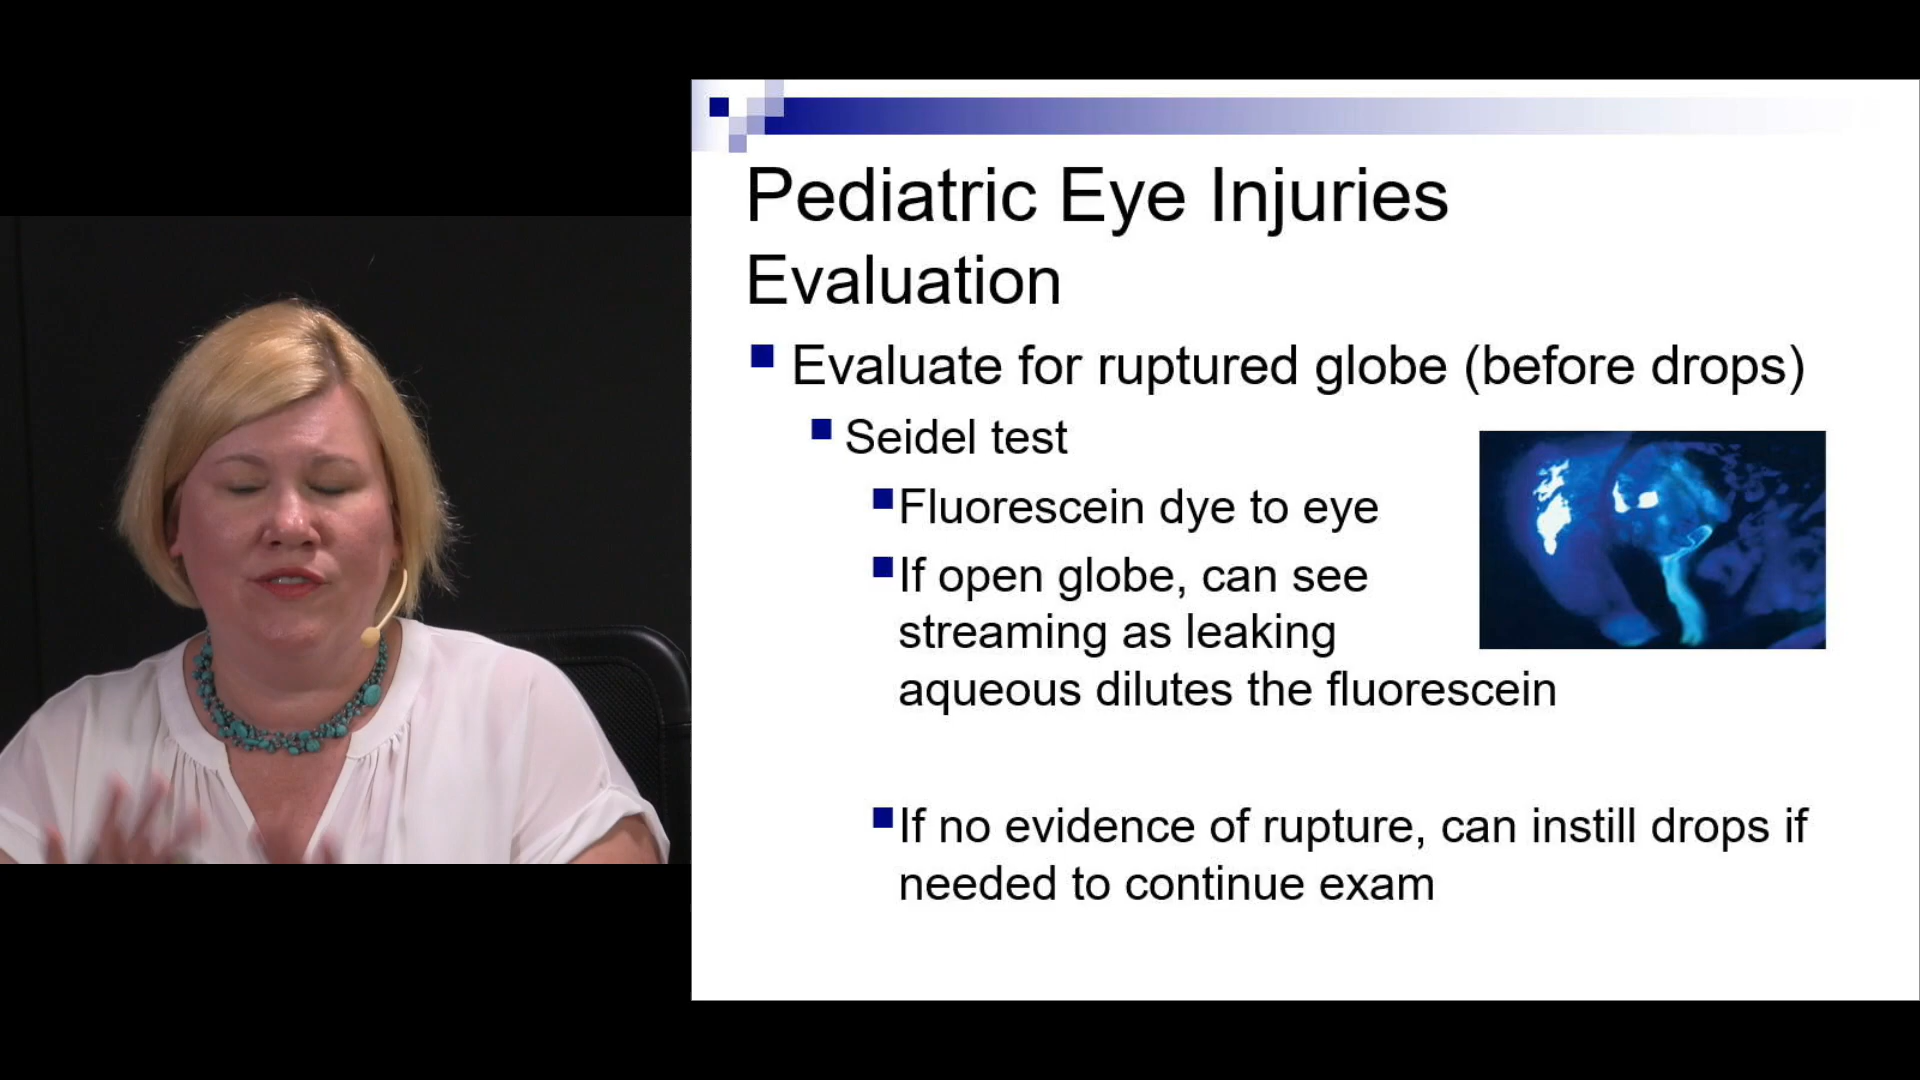 Pediatric Eye Injuries
Evaluation
Evaluate for ruptured globe (before drops)
Seidel test
Fluorescein dye to eye
If open globe, can see
streaming as leaking
aqueous dilutes the fluorescein
If no evidence of rupture, can instill drops if
needed to continue exam